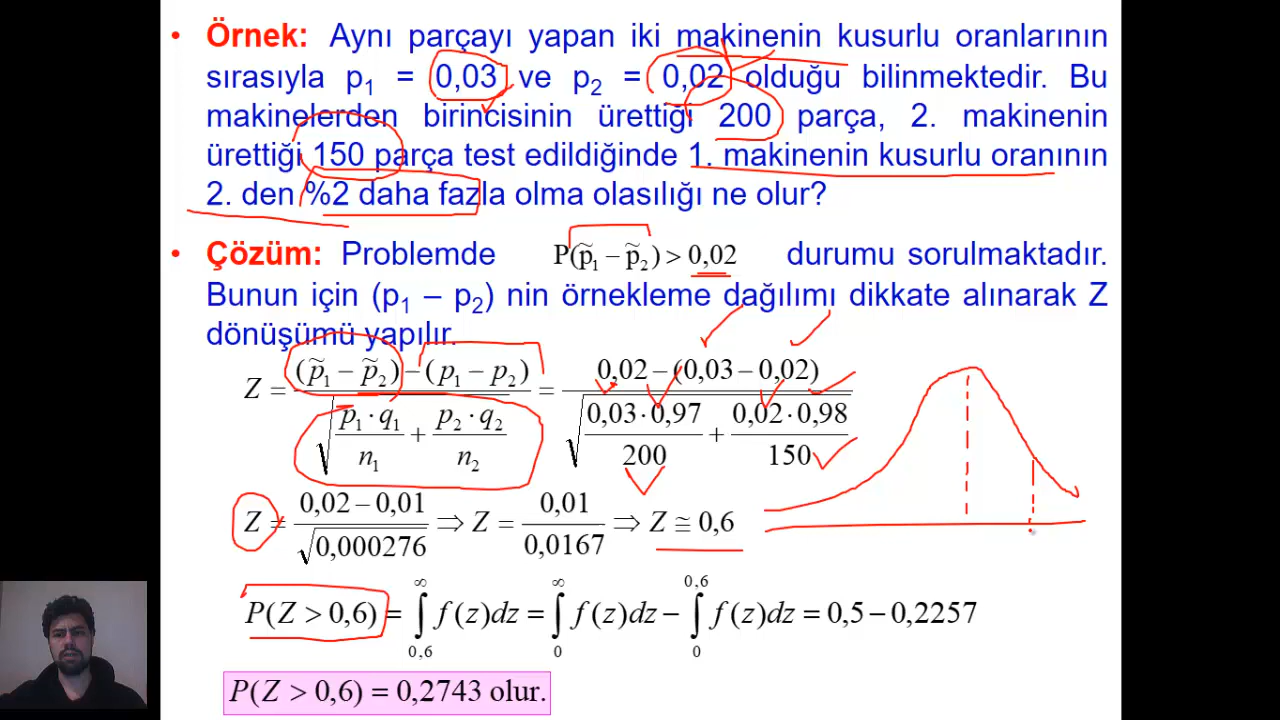 • Örnek: Aynı parçayı yapan iki makinenin kusurlu oranlarının
sırasıyla p₁ = 0,03 ve p₂ = 0,02 olduğu bilinmektedir. Bu
makinelerden birincisinin ürettiği 200 parça, 2. makinenin
ürettiği 150 parça test edildiğinde 1. makinenin kusurlu oranının
2. den %2 daha fazla olma olasılığı ne olur?
• Çözüm: Problemde P(p̃₁ − p̃₂) > 0,02 durumu sorulmaktadır.
Bunun için (p₁ – p₂) nin örnekleme dağılımı dikkate alınarak Z
dönüşümü yapılır.
Z = ((p̃₁ − p̃₂) − (p₁ − p₂)) / √(p₁·q₁/n₁ + p₂·q₂/n₂) = (0,02 − (0,03 − 0,02)) / √(0,03·0,97/200 + 0,02·0,98/150)
Z = (0,02 − 0,01) / √0,000276 ⇒ Z = 0,01/0,0167 ⇒ Z ≅ 0,6
P(Z > 0,6) = ∫_{0,6}^{∞} f(z)dz = ∫_{0}^{∞} f(z)dz − ∫_{0}^{0,6} f(z)dz = 0,5 − 0,2257
P(Z > 0,6) = 0,2743 olur.